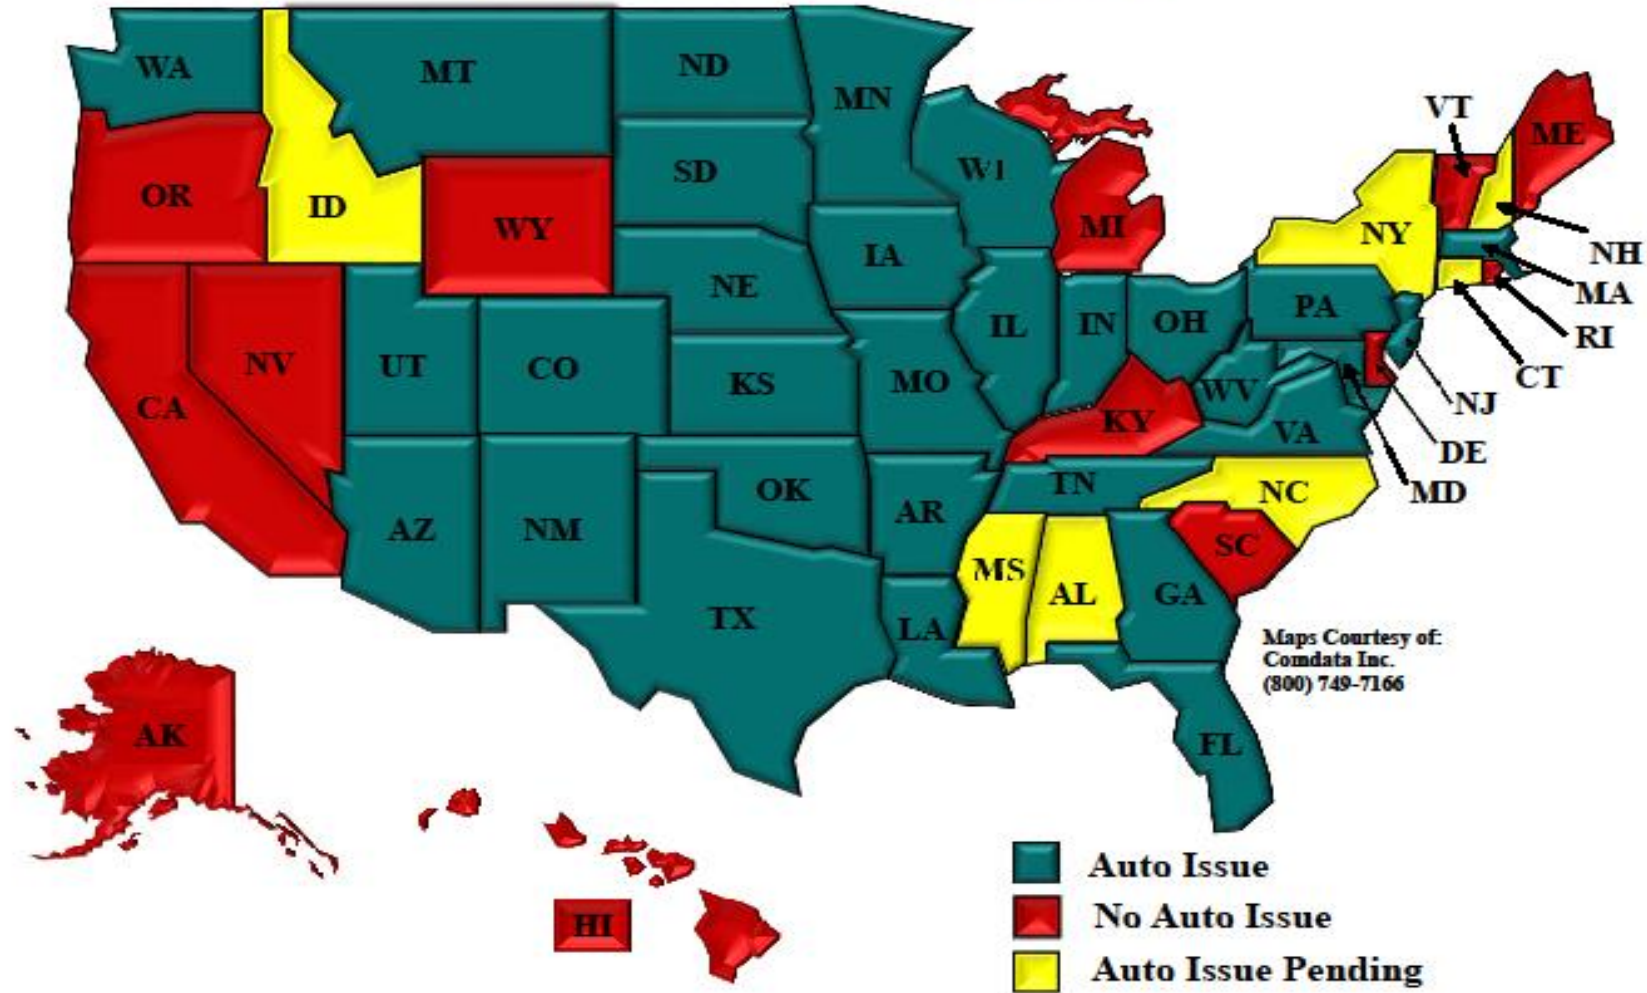 WA
MT
ND
MN
VT
ME
OR
ID
WY
SD
WI
MI
NY
NH
MA
RI
CT
NJ
DE
MD
NV
UT
CO
NE
IA
IL
IN
OH
PA
CA
KS
MO
KY
WV
VA
AZ
NM
OK
AR
TN
NC
SC
TX
LA
MS
AL
GA
FL
Maps Courtesy of:
Comdata Inc.
(800) 749-7166
AK
HI
Auto Issue
No Auto Issue
Auto Issue Pending